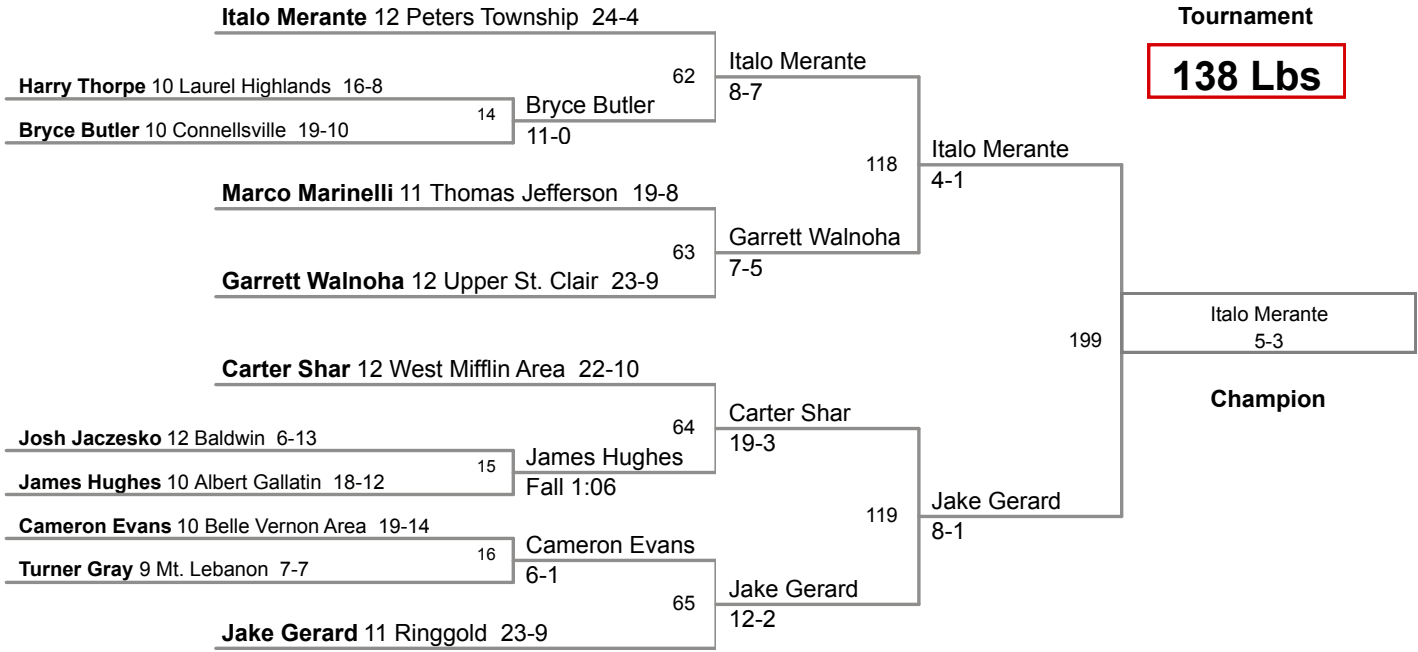 Italo Merante 12 Peters Township 24-4
Tournament
138 Lbs
Harry Thorpe 10 Laurel Highlands 16-8
14
Bryce Butler 10 Connellsville 19-10
Bryce Butler
11-0
62
Italo Merante
8-7
Marco Marinelli 11 Thomas Jefferson 19-8
63
Garrett Walnoha 12 Upper St. Clair 23-9
Garrett Walnoha
7-5
118
Italo Merante
4-1
Carter Shar 12 West Mifflin Area 22-10
Josh Jaczesko 12 Baldwin 6-13
15
James Hughes 10 Albert Gallatin 18-12
James Hughes
Fall 1:06
64
Carter Shar
19-3
Cameron Evans 10 Belle Vernon Area 19-14
16
Turner Gray 9 Mt. Lebanon 7-7
Cameron Evans
6-1
65
Jake Gerard 11 Ringgold 23-9
Jake Gerard
12-2
119
Jake Gerard
8-1
199
Italo Merante
5-3
Champion